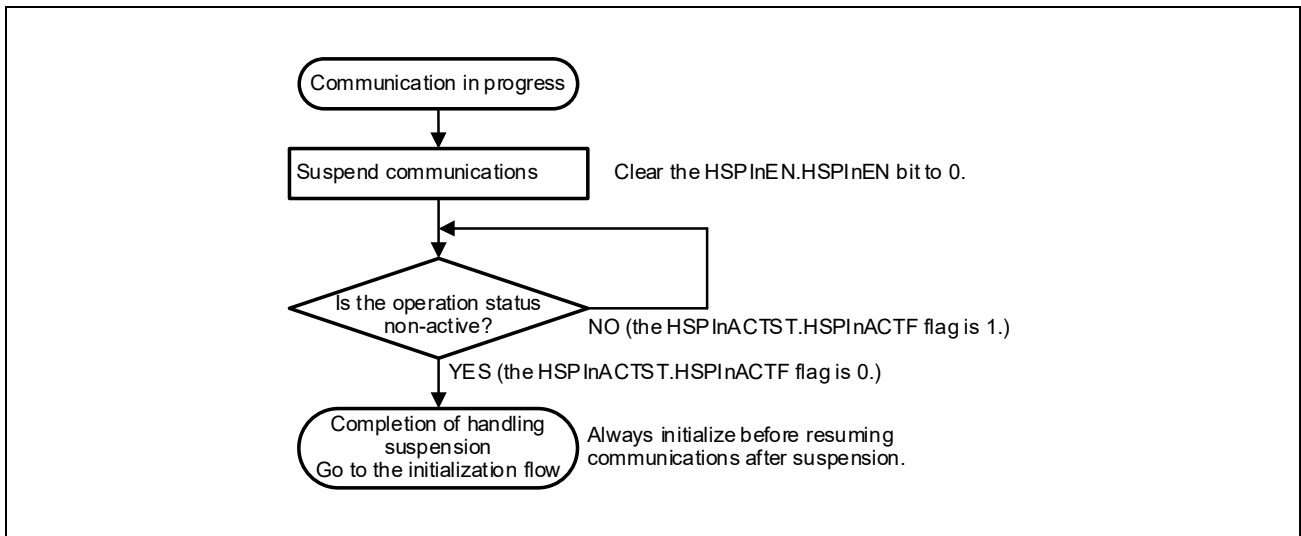 Communication in progress
Suspend communications
Clear the HSPInEN.HSPInEN bit to 0.
Is the operation status
non-active?
NO (the HSPInACTST.HSPInACTF flag is 1.)
YES (the HSPInACTST.HSPInACTF flag is 0.)
Completion of handling
suspension
Go to the initialization flow
Always initialize before resuming
communications after suspension.